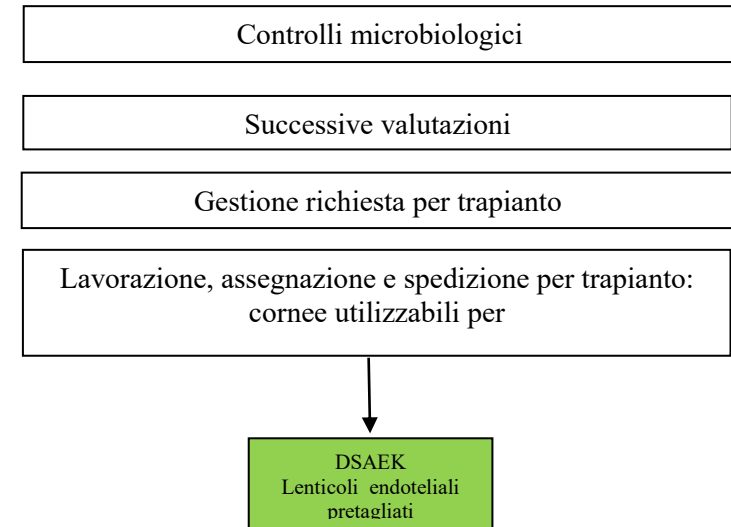 Controlli microbiologici
Successive valutazioni
Gestione richiesta per trapianto
Lavorazione, assegnazione e spedizione per trapianto:
cornee utilizzabili per
DSAEK
Lenticoli endoteliali
pretagliati